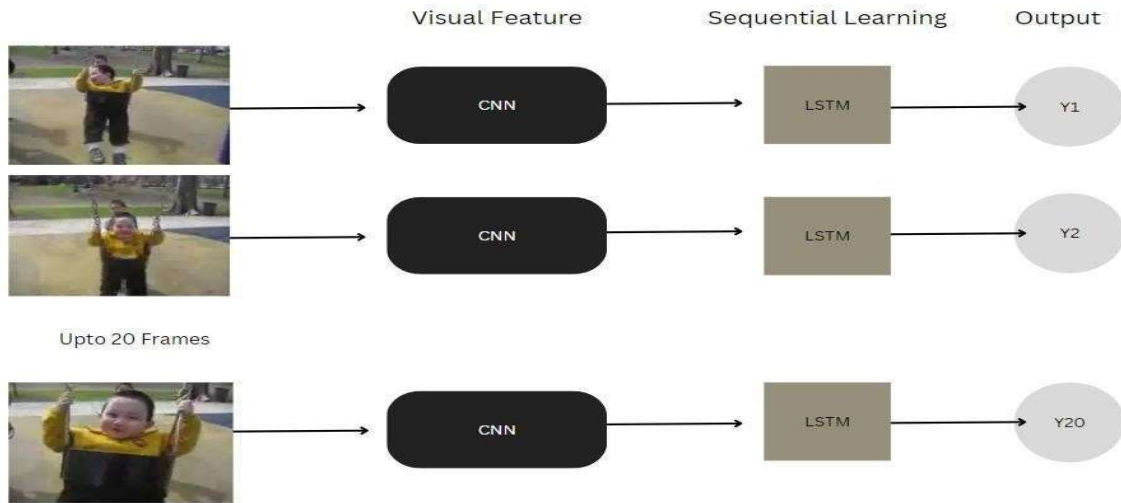 Visual Feature Sequential Learning Output
CNN LSTM Y1
CNN LSTM Y2
Upto 20 Frames
CNN LSTM Y20